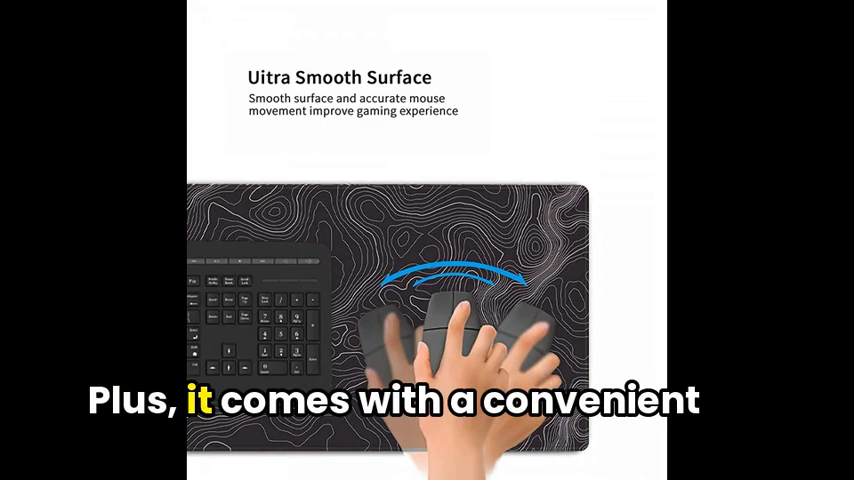 Uitra Smooth Surface
Smooth surface and accurate mouse
movement improve gaming experience
Plus, it comes with a convenient